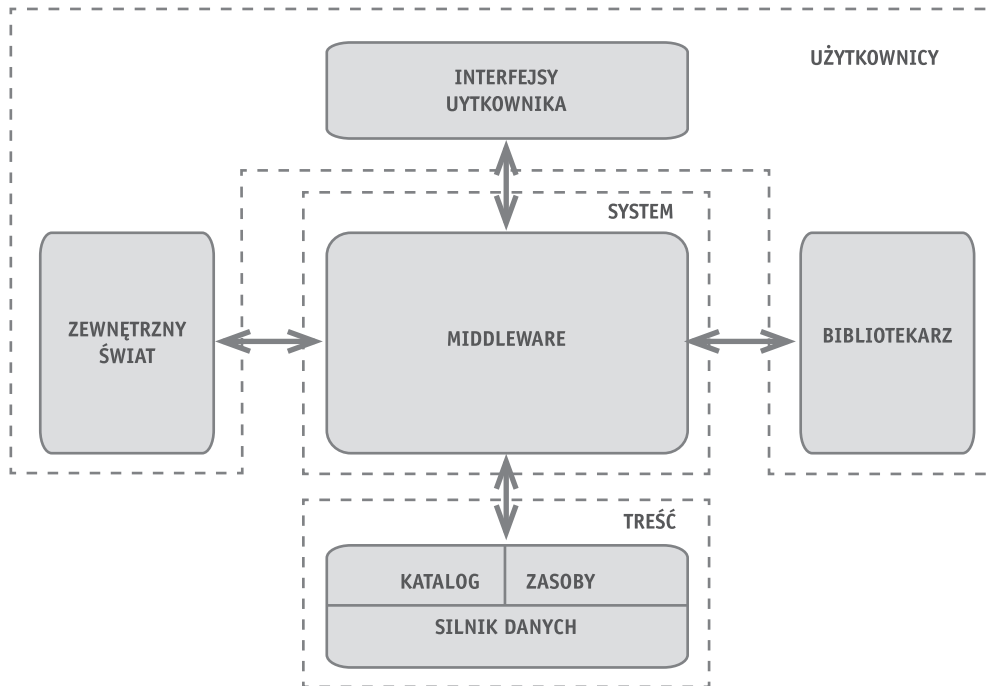 UŻYTKOWNICY
INTERFEJSY
UYTKOWNIKA
SYSTEM
ZEWNĘTRZNY
ŚWIAT
MIDDLEWARE
BIBLIOTEKARZ
TREŚĆ
KATALOG
ZASOBY
SILNIK DANYCH